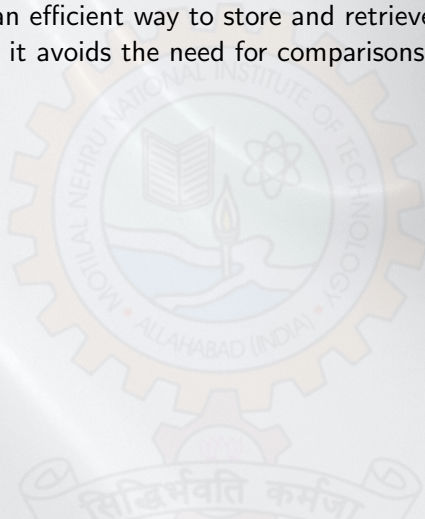 an efficient way to store and retrieve
it avoids the need for comparisons
MOTILAL NEHRU NATIONAL INSTITUTE OF TECHNOLOGY
ALLAHABAD (INDIA)
सिद्धिर्भवति कर्मजा